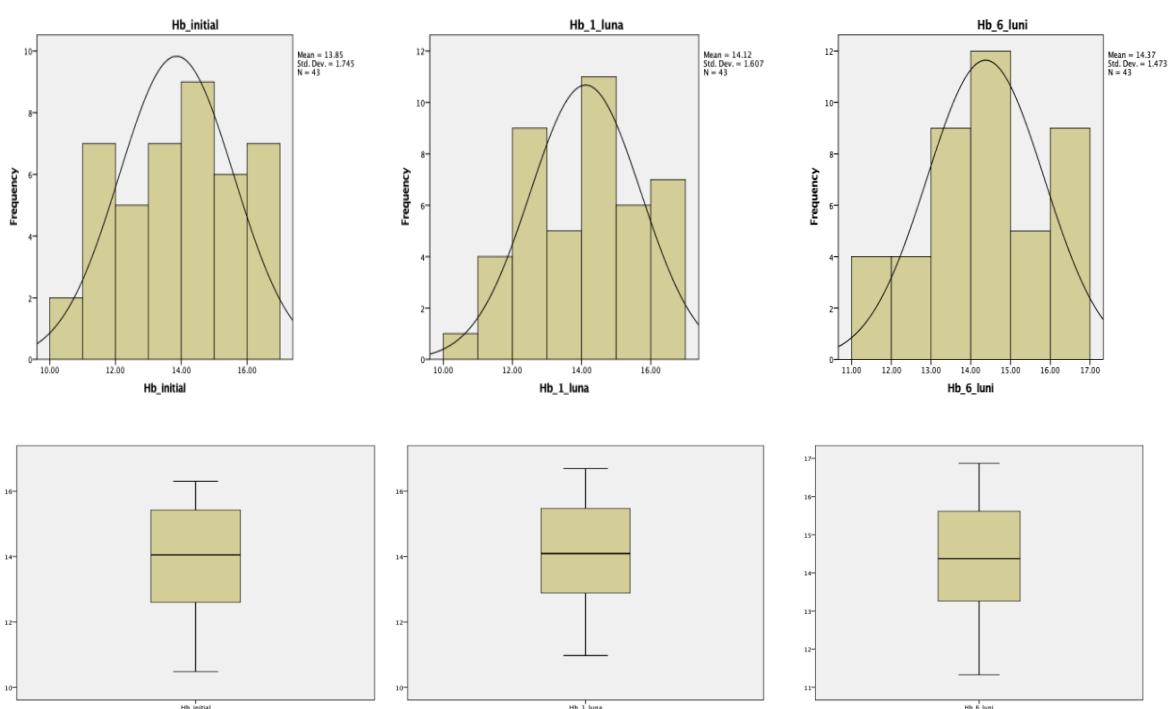 Hb_initial
Mean = 13.85
Std. Dev. = 1.745
N = 43
10
8
6
4
2
0
Frequency
10.00 12.00 14.00 16.00
Hb_initial
Hb_1_luna
Mean = 14.12
Std. Dev. = 1.607
N = 43
12
10
8
6
4
2
0
Frequency
10.00 12.00 14.00 16.00
Hb_1_luna
Hb_6_luni
Mean = 14.37
Std. Dev. = 1.473
N = 43
12
10
8
6
4
2
0
Frequency
11.00 12.00 13.00 14.00 15.00 16.00 17.00
Hb_6_luni
16
14
12
10
Hb_initial
16
14
12
10
Hb_1_luna
17
16
15
14
13
12
11
Hb_6_luni